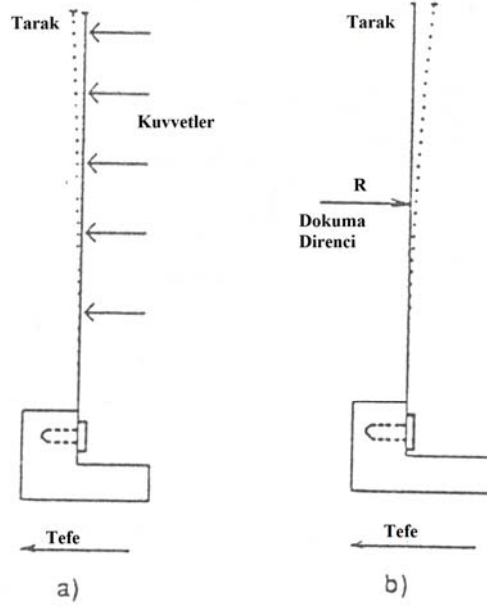 Tarak
Kuvvetler
Tefe
a)
Tarak
R
Dokuma
Direnci
Tefe
b)